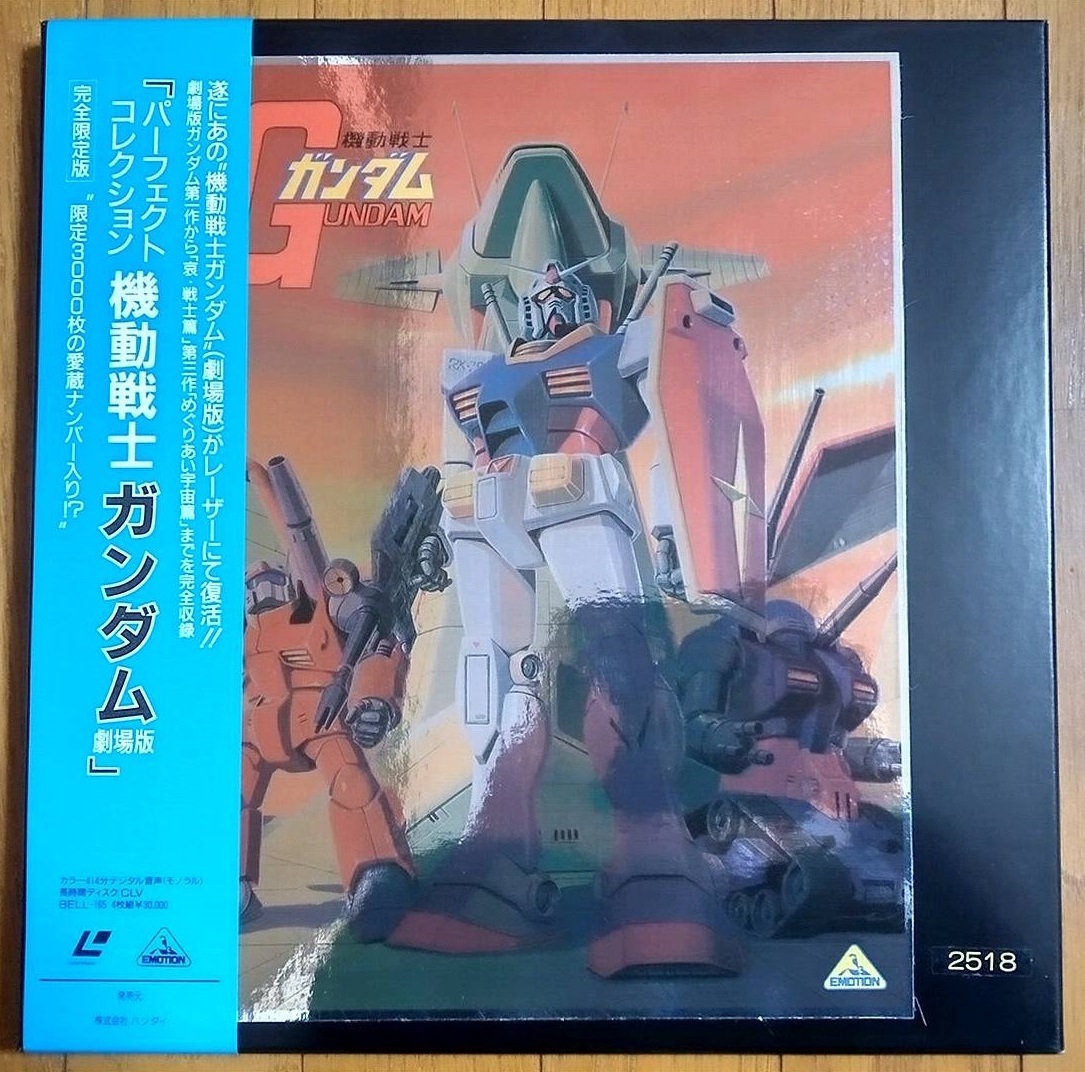 遂にあの“機動戦士ガンダム”(劇場版)がレーザーにて復活!!
劇場版ガンダム第一作から「哀・戦士篇」第三作「めぐりあい宇宙篇」までを完全収録
『パーフェクト
コレクション
機動戦士ガンダム
劇場版』
完全限定版
“限定3000枚の愛蔵ナンバー入り!?”
カラー414分デジタル音声(モノラル)
長時間ディスクCLV
BELL-165 4枚組¥30,000
EMOTION
発売元
株式会社 バンダイ
G
機動戦士
ガンダム
UNDAM
RX-78
EMOTION
2518